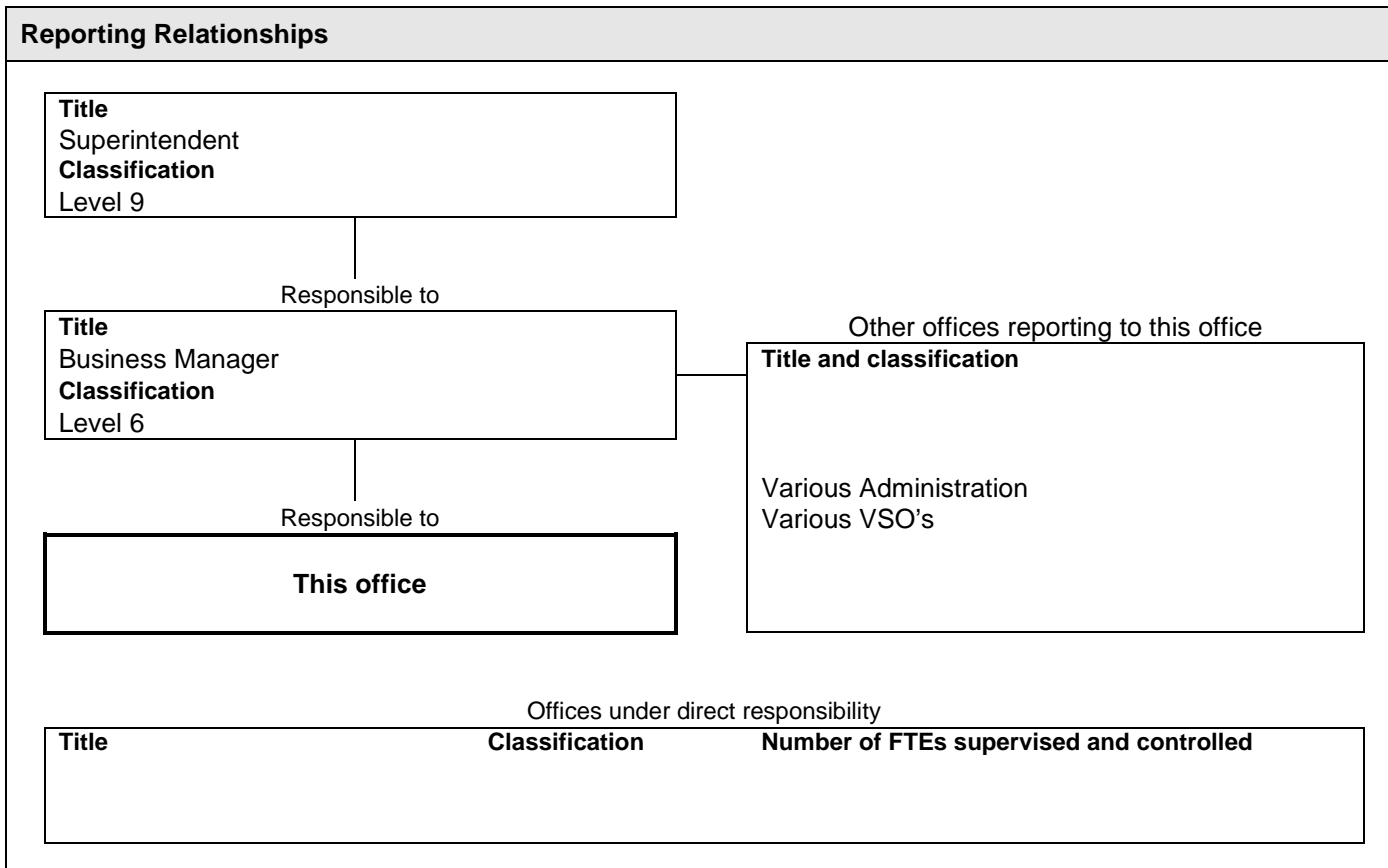 Reporting Relationships
Title
Superintendent
Classification
Level 9
Responsible to
Title
Business Manager
Classification
Level 6
Other offices reporting to this office
Title and classification
Various Administration
Various VSO's
Responsible to
This office
Offices under direct responsibility
Title Classification Number of FTEs supervised and controlled